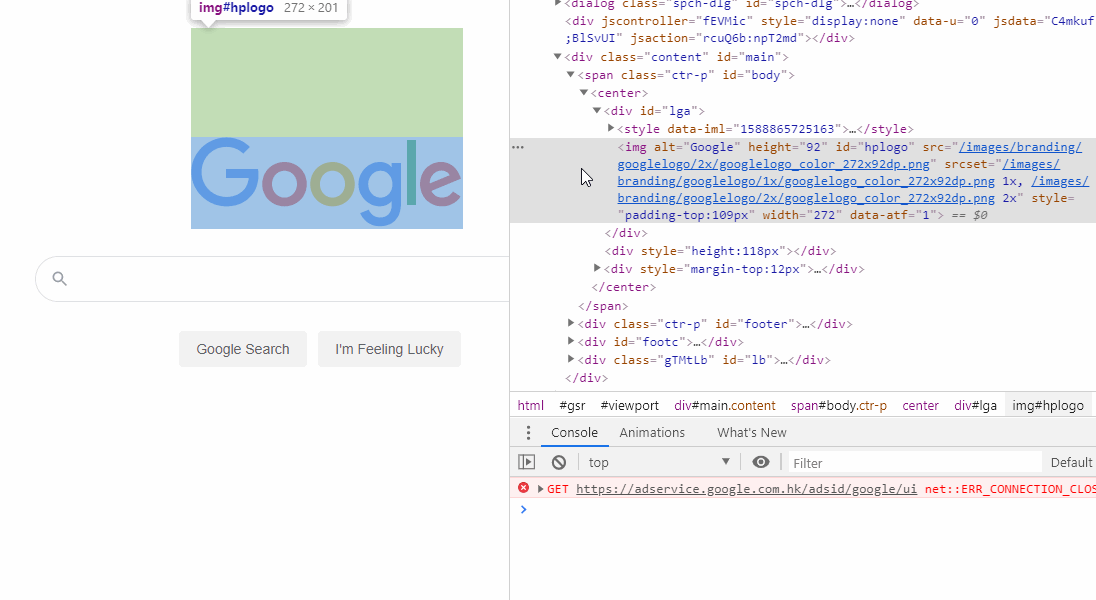 img#hplogo 272 × 201
Google
Google Search
I'm Feeling Lucky
<dialog class="spch-dlg" id="spch-dlg">…</dialog>
<div jscontroller="fEVMic" style="display:none" data-u="0" jsdata="C4mkuf
;BlSvUI" jsaction="rcuQ6b:npT2md"></div>
<div class="content" id="main">
<span class="ctr-p" id="body">
<center>
<div id="lga">
<style data-iml="1588865725163">…</style>
<img alt="Google" height="92" id="hplogo" src="/images/branding/
googlelogo/2x/googlelogo_color_272x92dp.png" srcset="/images/
branding/googlelogo/1x/googlelogo_color_272x92dp.png 1x, /images/
branding/googlelogo/2x/googlelogo_color_272x92dp.png 2x" style=
"padding-top:109px" width="272" data-atf="1"> == $0
</div>
<div style="height:118px"></div>
<div style="margin-top:12px">…</div>
</center>
</span>
<div class="ctr-p" id="footer">…</div>
<div id="footc">…</div>
<div class="gTMtLb" id="lb">…</div>
</div>
html #gsr #viewport div#main.content span#body.ctr-p center div#lga img#hplogo
Console Animations What's New
top Filter Default
GET https://adservice.google.com.hk/adsid/google/ui net::ERR_CONNECTION_CLOS